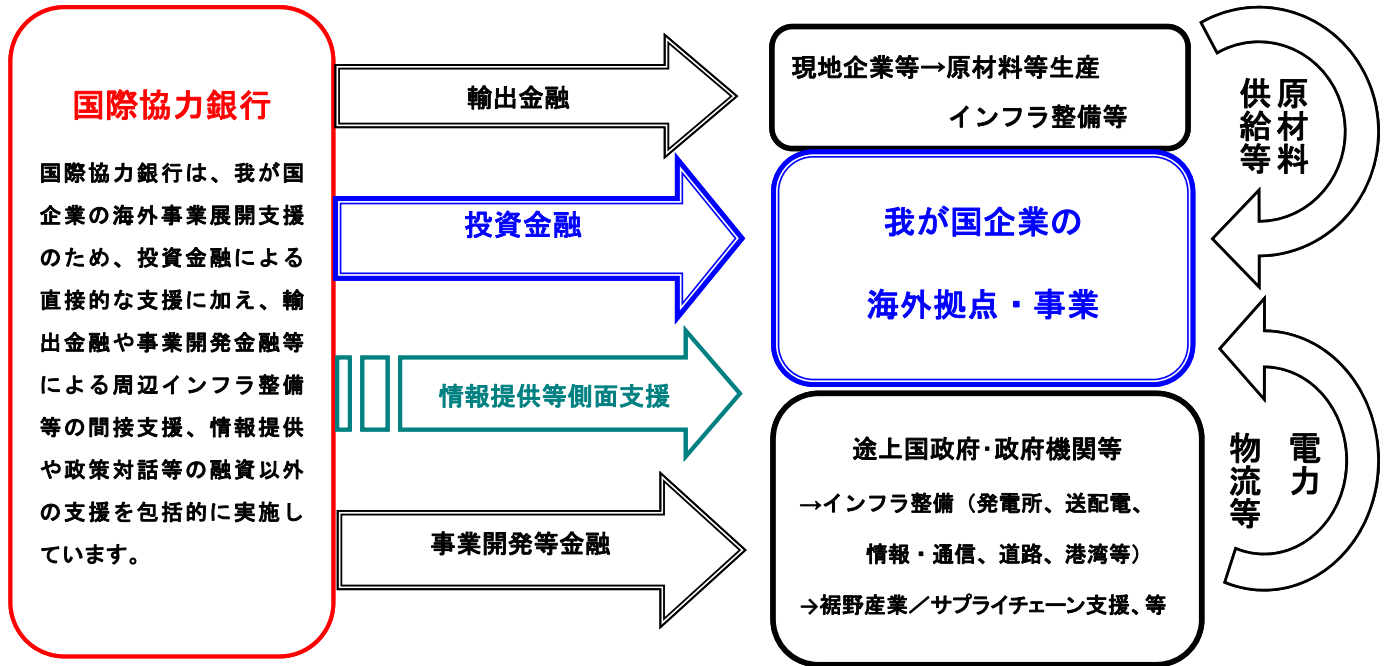 国際協力銀行
国際協力銀行は、我が国
企業の海外事業展開支援
のため、投資金融による
直接的な支援に加え、輸
出金融や事業開発金融等
による周辺インフラ整備
等の間接支援、情報提供
や政策対話等の融資以外
の支援を包括的に実施し
ています。
輸出金融
投資金融
情報提供等側面支援
事業開発等金融
現地企業等→原材料等生産
インフラ整備等
我が国企業の
海外拠点・事業
途上国政府・政府機関等
→インフラ整備（発電所、送配電、
情報・通信、道路、港湾等）
→裾野産業／サプライチェーン支援、等
原材料
供給等
電力
物流等